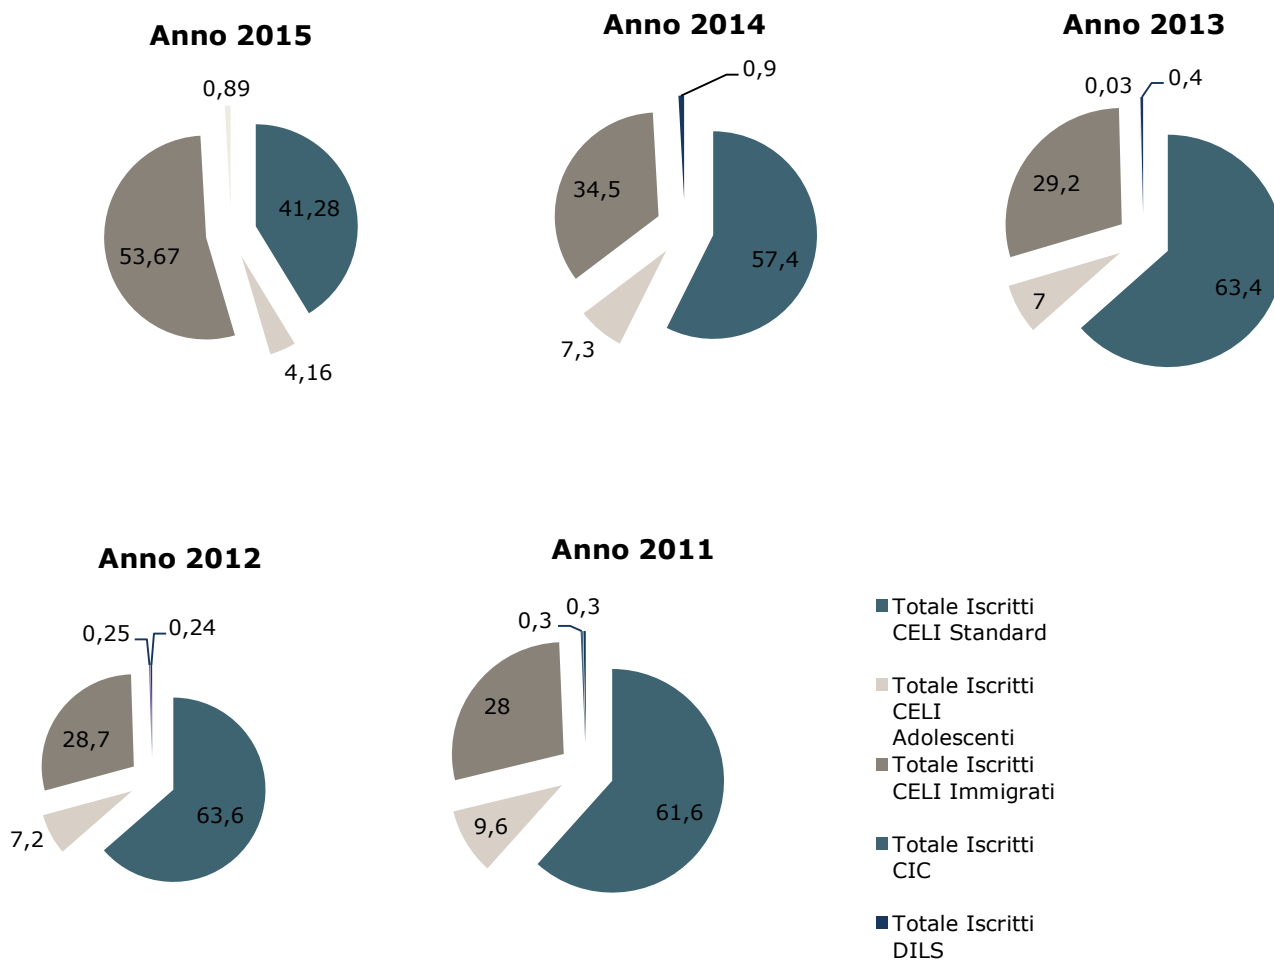 Anno 2015
0,89
41,28
53,67
4,16
Anno 2014
0,9
34,5
57,4
7,3
Anno 2013
0,03
0,4
29,2
63,4
7
Anno 2012
0,25
0,24
28,7
63,6
7,2
Anno 2011
0,3
0,3
28
61,6
9,6
Totale Iscritti
CELI Standard
Totale Iscritti
CELI
Adolescenti
Totale Iscritti
CELI Immigrati
Totale Iscritti
CIC
Totale Iscritti
DILS